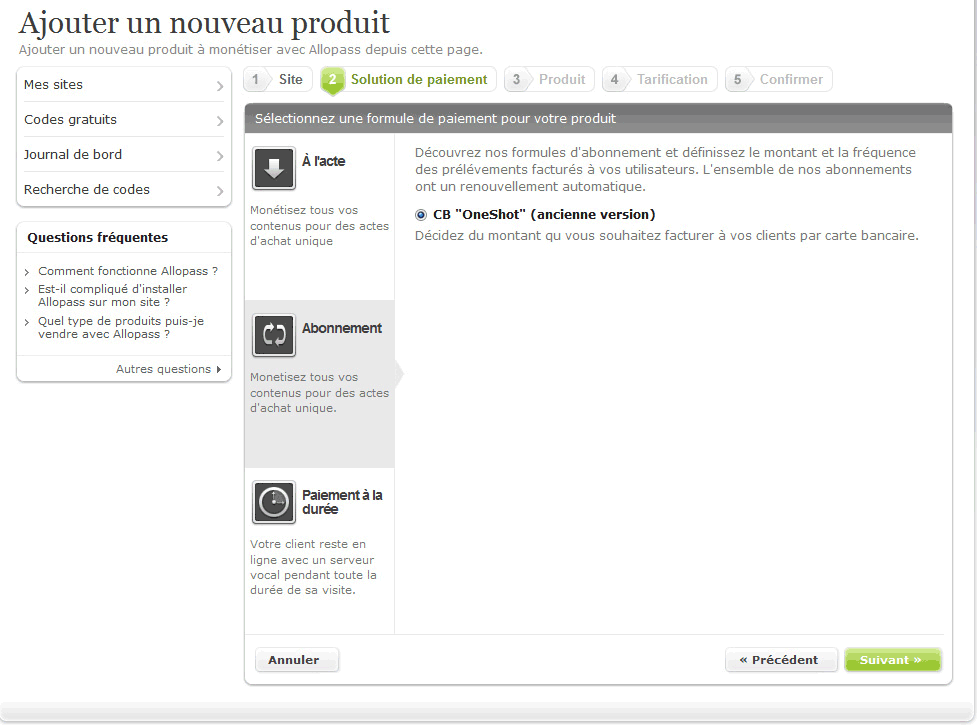 Ajouter un nouveau produit
Ajouter un nouveau produit à monétiser avec Allopass depuis cette page.
Mes sites
Codes gratuits
Journal de bord
Recherche de codes
Questions fréquentes
Comment fonctionne Allopass ?
Est-il compliqué d'installer
Allopass sur mon site ?
Quel type de produits puis-je
vendre avec Allopass ?
Autres questions
1 Site
2 Solution de paiement
3 Produit
4 Tarification
5 Confirmer
Sélectionnez une formule de paiement pour votre produit
À l'acte
Monétisez tous vos
contenus pour des actes
d'achat unique
Abonnement
Monetisez tous vos
contenus pour des actes
d'achat unique.
Paiement à la
durée
Votre client reste en
ligne avec un serveur
vocal pendant toute la
durée de sa visite.
Découvrez nos formules d'abonnement et définissez le montant et la fréquence
des prélévements facturés à vos utilisateurs. L'ensemble de nos abonnements
ont un renouvellement automatique.
CB "OneShot" (ancienne version)
Décidez du montant qu vous souhaitez facturer à vos clients par carte bancaire.
Annuler
« Précédent
Suivant »